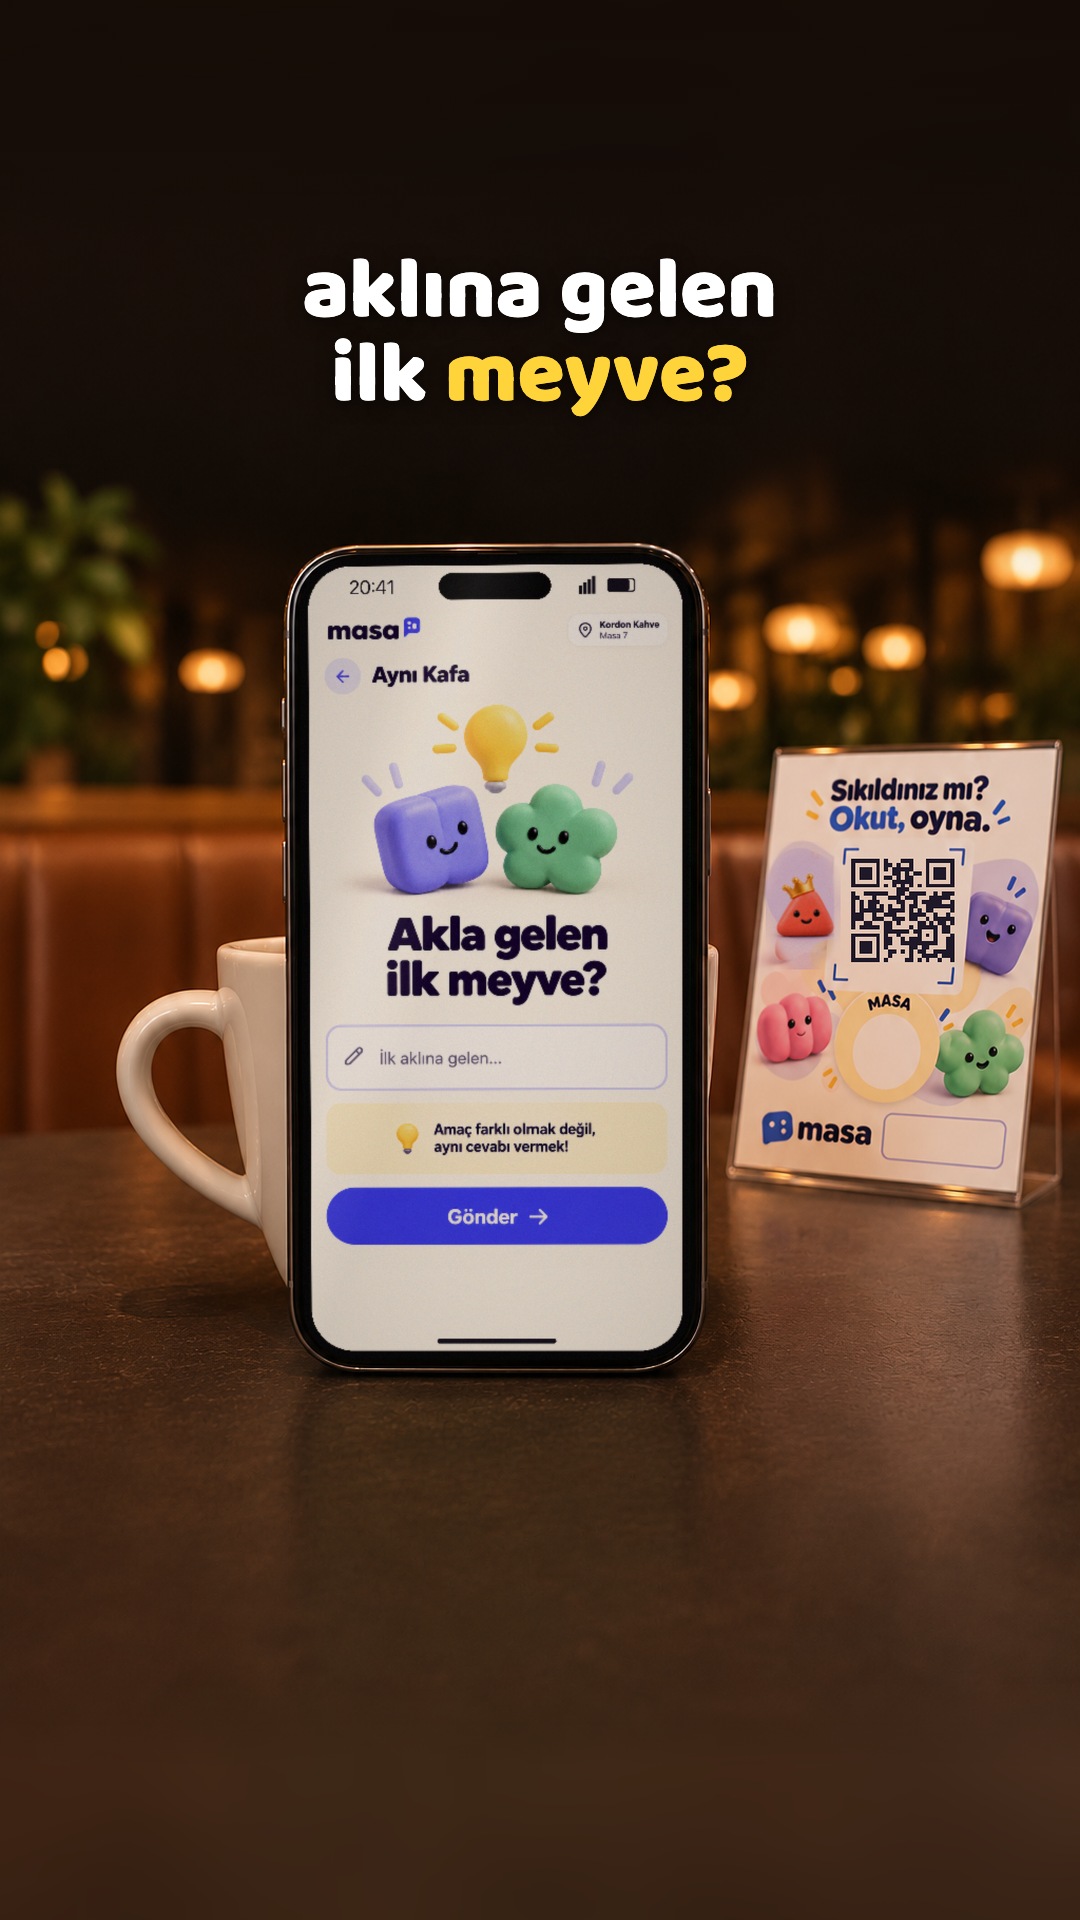 aklına gelen
ilk meyve?
20:41
masa
Kordon Kahve
Masa 7
Aynı Kafa
Akla gelen
ilk meyve?
İlk aklına gelen...
Amaç farklı olmak değil,
aynı cevabı vermek!
Gönder →
Sıkıldınız mı?
Okut, oyna.
MASA
masa